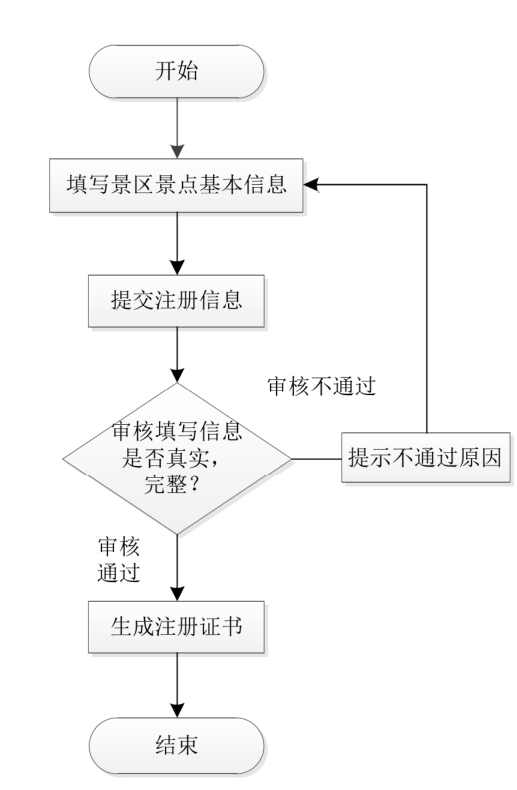 开始
填写景区景点基本信息
提交注册信息
审核不通过
审核填写信息
是否真实，
完整？
提示不通过原因
审核
通过
生成注册证书
结束